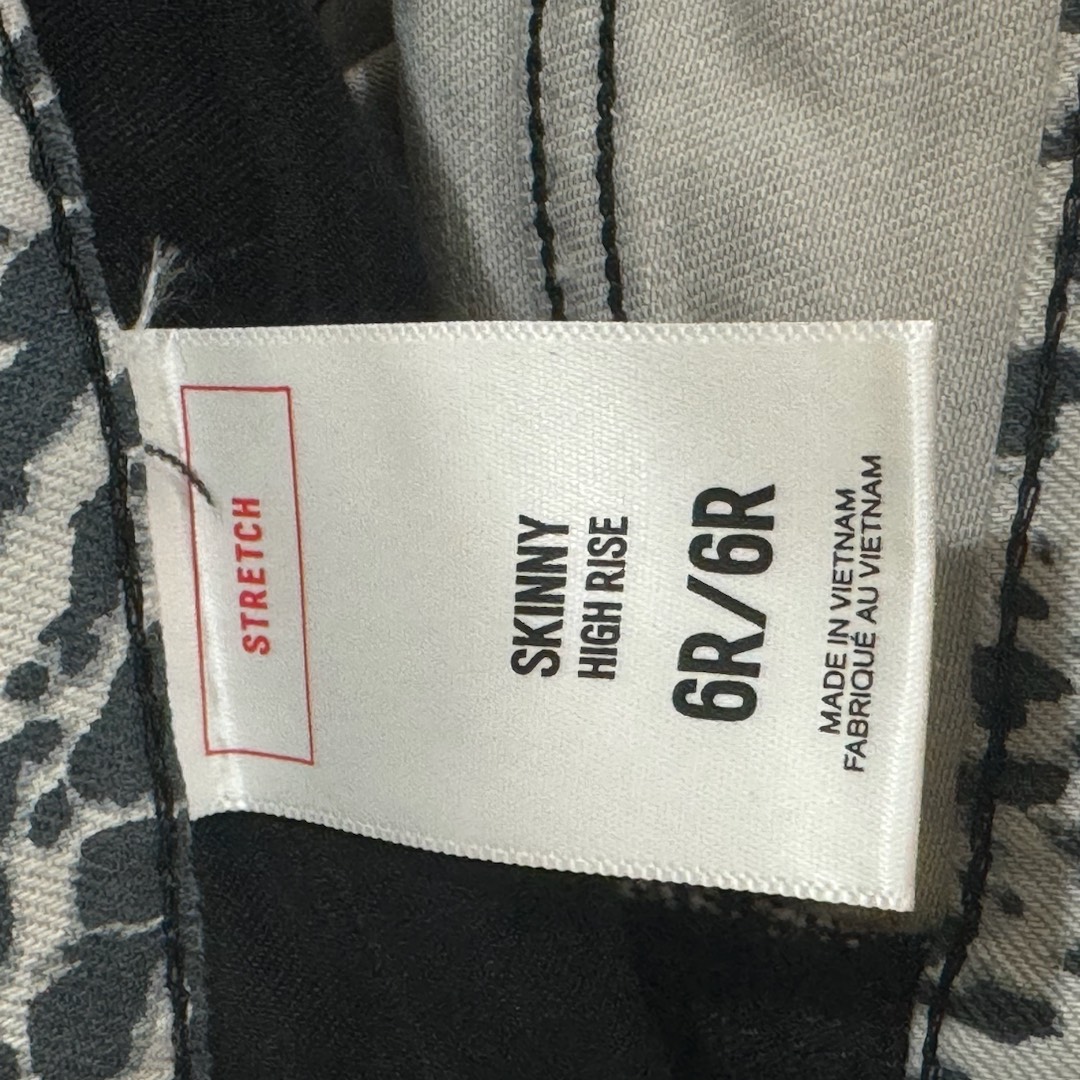 STRETCH
SKINNY
HIGH RISE
6R/6R
MADE IN VIETNAM
FABRIQUÉ AU VIETNAM